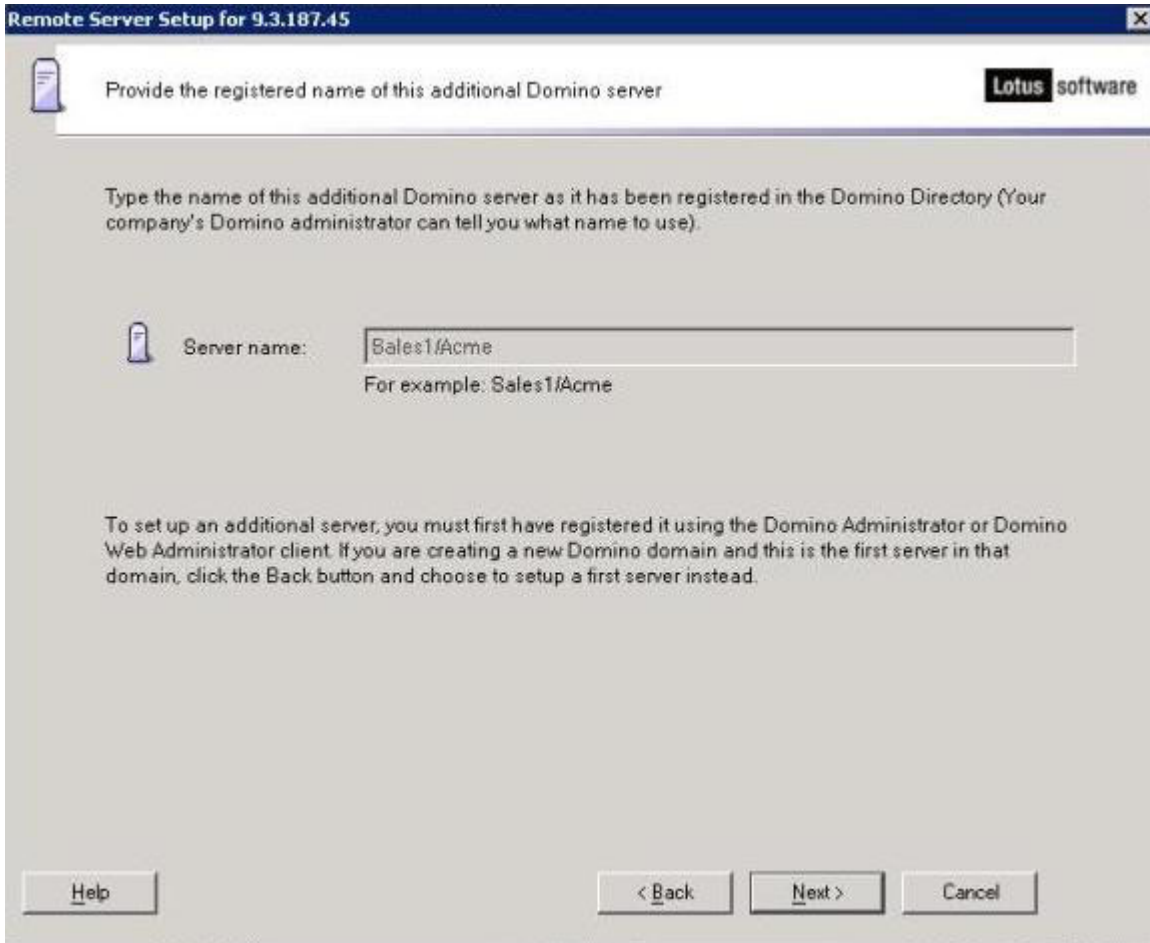 Remote Server Setup for 9.3.187.45
Provide the registered name of this additional Domino server
Lotus software
Type the name of this additional Domino server as it has been registered in the Domino Directory (Your
company's Domino administrator can tell you what name to use).
Server name:
Sales1/Acme
For example: Sales1/Acme
To set up an additional server, you must first have registered it using the Domino Administrator or Domino
Web Administrator client. If you are creating a new Domino domain and this is the first server in that
domain, click the Back button and choose to setup a first server instead.
Help
< Back
Next >
Cancel